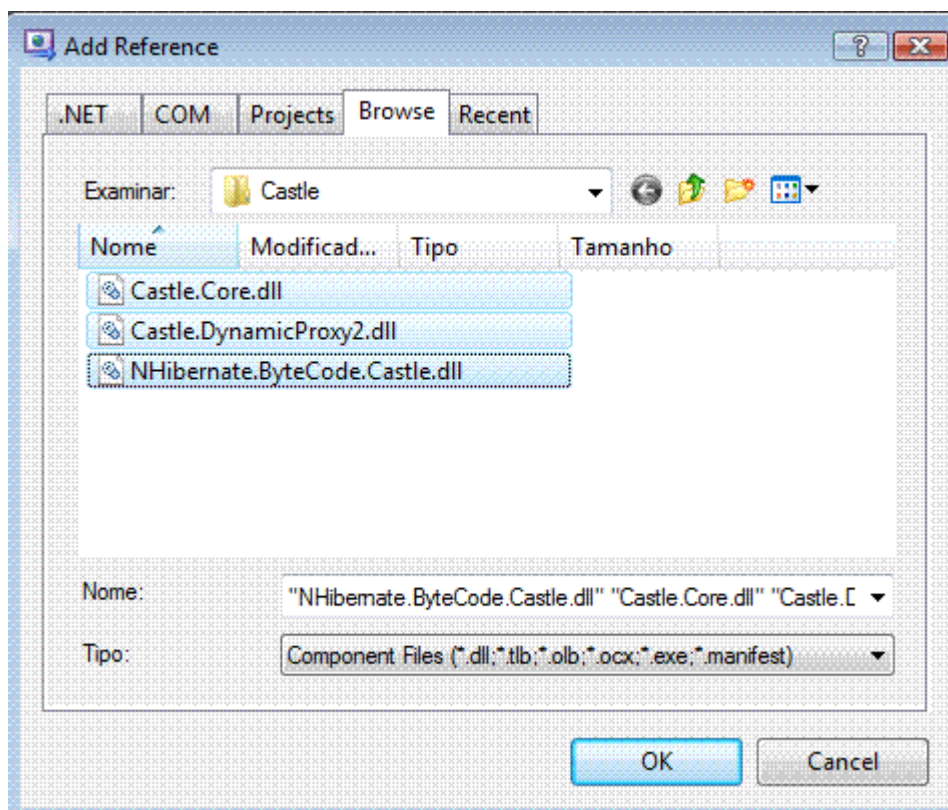 Add Reference
.NET COM Projects Browse Recent
Examinar: Castle
Nome Modificad... Tipo Tamanho
Castle.Core.dll
Castle.DynamicProxy2.dll
NHibernate.ByteCode.Castle.dll
Nome: "NHibernate.ByteCode.Castle.dll" "Castle.Core.dll" "Castle.D
Tipo: Component Files (*.dll;*.tlb;*.olb;*.ocx;*.exe;*.manifest)
OK Cancel